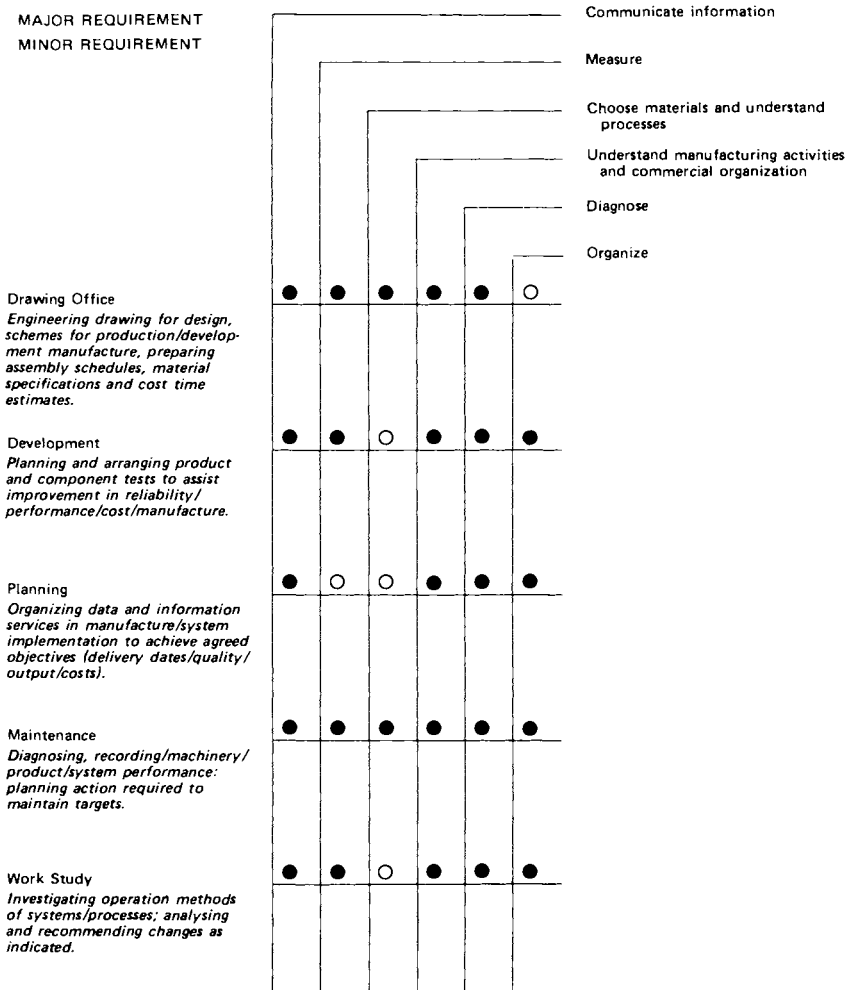 MAJOR REQUIREMENT
MINOR REQUIREMENT
Communicate information
Measure
Choose materials and understand
processes
Understand manufacturing activities
and commercial organization
Diagnose
Organize
Drawing Office
Engineering drawing for design,
schemes for production/develop-
ment manufacture, preparing
assembly schedules, material
specifications and cost time
estimates.
Development
Planning and arranging product
and component tests to assist
improvement in reliability/
performance/cost/manufacture.
Planning
Organizing data and information
services in manufacture/system
implementation to achieve agreed
objectives (delivery dates/quality/
output/costs).
Maintenance
Diagnosing, recording/machinery/
product/system performance:
planning action required to
maintain targets.
Work Study
Investigating operation methods
of systems/processes; analysing
and recommending changes as
indicated.